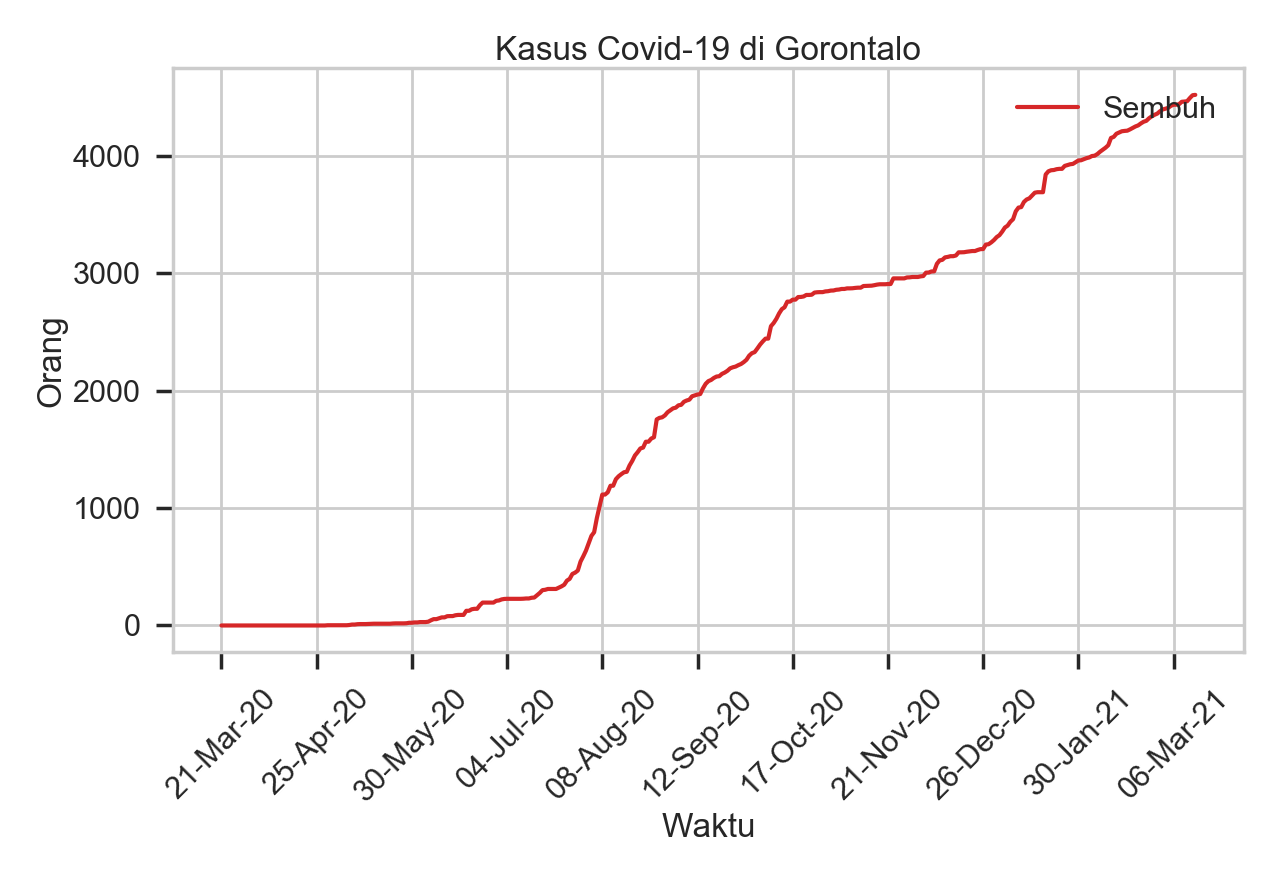 Kasus Covid-19 di Gorontalo
Sembuh
4000
3000
2000
1000
0
Orang
21-Mar-20
25-Apr-20
30-May-20
04-Jul-20
08-Aug-20
12-Sep-20
17-Oct-20
21-Nov-20
26-Dec-20
30-Jan-21
06-Mar-21
Waktu